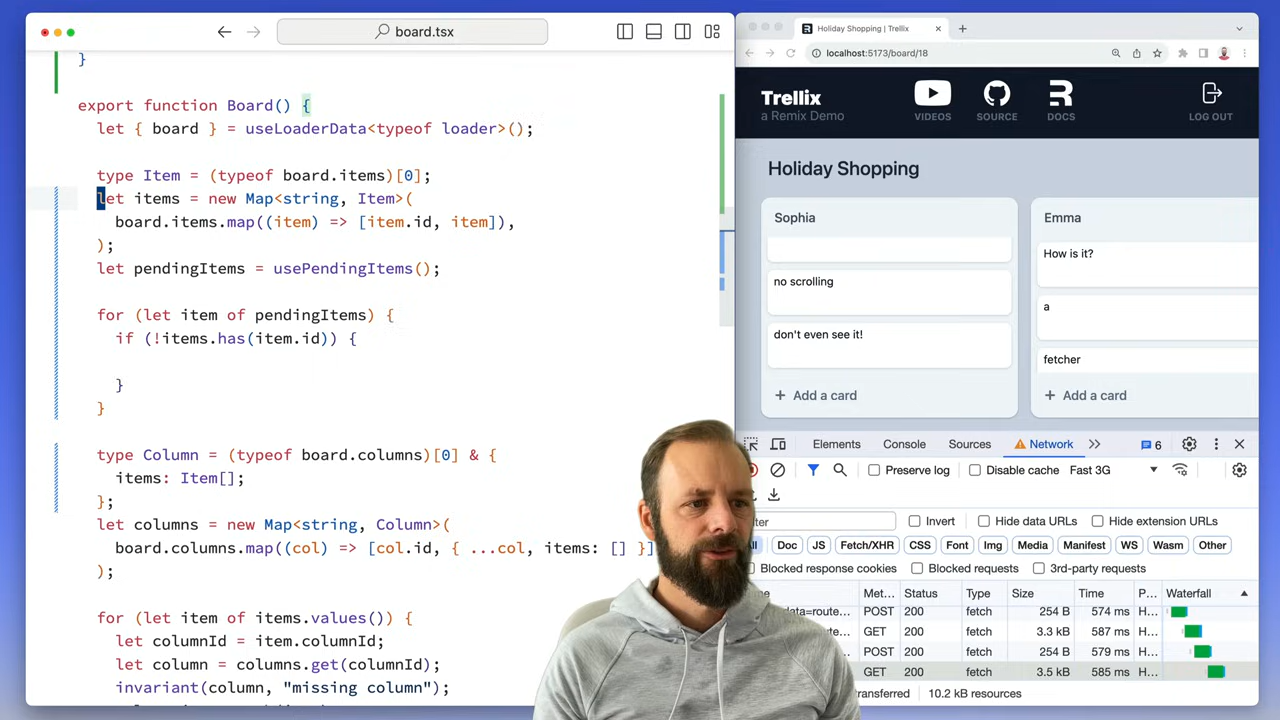 board.tsx
}
export function Board() {
let { board } = useLoaderData<typeof loader>();
type Item = (typeof board.items)[0];
let items = new Map<string, Item>(
board.items.map((item) => [item.id, item]),
);
let pendingItems = usePendingItems();
for (let item of pendingItems) {
if (!items.has(item.id)) {
}
}
type Column = (typeof board.columns)[0] & {
items: Item[];
};
let columns = new Map<string, Column>(
board.columns.map((col) => [col.id, { ...col, items: [] }]
);
for (let item of items.values()) {
let columnId = item.columnId;
let column = columns.get(columnId);
invariant(column, "missing column");
Holiday Shopping | Trellix
localhost:5173/board/18
Trellix
a Remix Demo
VIDEOS
SOURCE
DOCS
LOG OUT
Holiday Shopping
Sophia
no scrolling
don't even see it!
+ Add a card
Emma
How is it?
a
fetcher
+ Add a card
Elements
Console
Sources
Network
6
Preserve log
Disable cache
Fast 3G
Invert
Hide data URLs
Hide extension URLs
Doc
JS
Fetch/XHR
CSS
Font
Img
Media
Manifest
WS
Wasm
Other
Blocked response cookies
Blocked requests
3rd-party requests
Met...
Status
Type
Size
Time
P...
Waterfall
data=route... POST 200 fetch 254 B 574 ms H...
GET 200 fetch 3.3 kB 587 ms H...
POST 200 fetch 254 B 579 ms H...
GET 200 fetch 3.5 kB 585 ms H...
10.2 kB resources